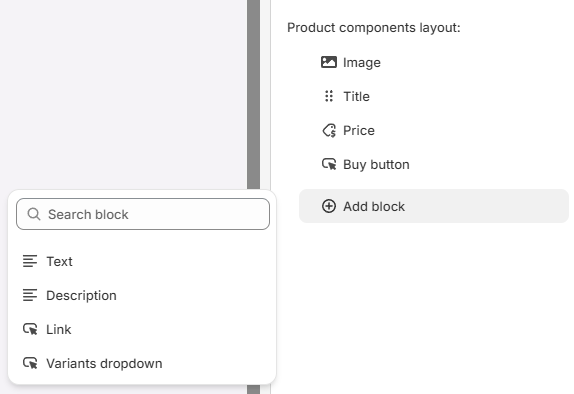 Product components layout:
Image
Title
Price
Buy button
Add block
Search block
Text
Description
Link
Variants dropdown